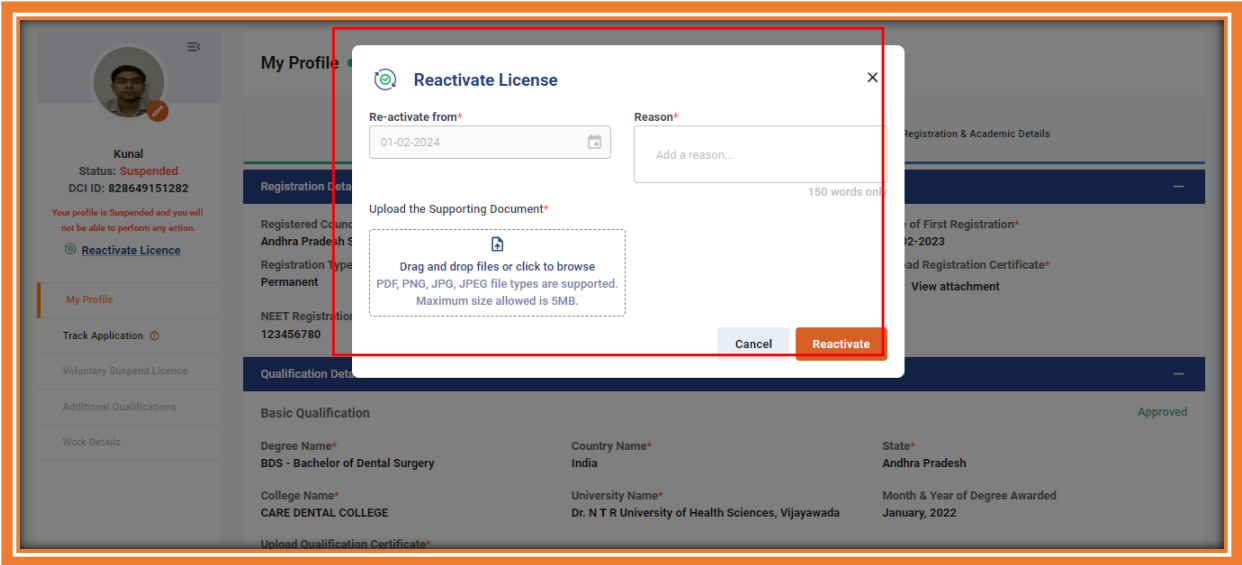 Kunal
Status: Suspended
DCI ID: 828649151282
Your profile is Suspended and you will
not be able to perform any action.
Reactivate Licence
My Profile
Track Application
Voluntary Suspend Licence
Additional Qualifications
Work Details
My Profile
Registration & Academic Details
Reactivate License
Re-activate from*
01-02-2024
Reason*
Add a reason...
150 words only
Upload the Supporting Document*
Drag and drop files or click to browse
PDF, PNG, JPG, JPEG file types are supported.
Maximum size allowed is 5MB.
Cancel
Reactivate
Registration
Registered
Andhra Pradesh
of First Registration*
Registration Type
Permanent
Registration Certificate*
View attachment
NEET Registration
123456780
Qualification
Basic Qualification
Approved
Degree Name*
BDS - Bachelor of Dental Surgery
Country Name*
India
State*
Andhra Pradesh
College Name*
CARE DENTAL COLLEGE
University Name*
Dr. N T R University of Health Sciences, Vijayawada
Month & Year of Degree Awarded
January, 2022
Upload Qualification Certificate*